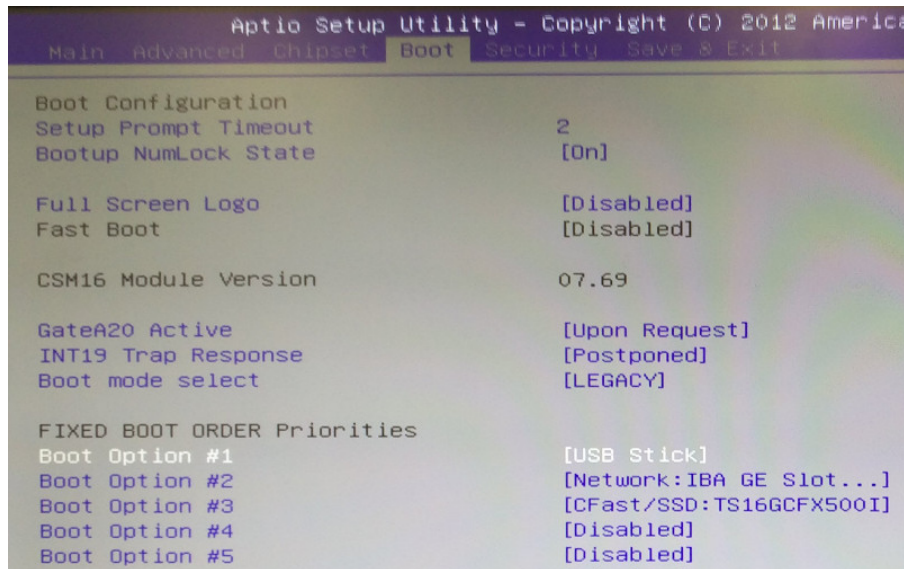 Aptio Setup Utility – Copyright (C) 2012 America
Main Advanced Chipset Boot Security Save & Exit
Boot Configuration
Setup Prompt Timeout 2
Bootup NumLock State [On]
Full Screen Logo [Disabled]
Fast Boot [Disabled]
CSM16 Module Version 07.69
GateA20 Active [Upon Request]
INT19 Trap Response [Postponed]
Boot mode select [LEGACY]
FIXED BOOT ORDER Priorities
Boot Option #1 [USB Stick]
Boot Option #2 [Network:IBA GE Slot...]
Boot Option #3 [CFast/SSD:TS16GCFX500I]
Boot Option #4 [Disabled]
Boot Option #5 [Disabled]